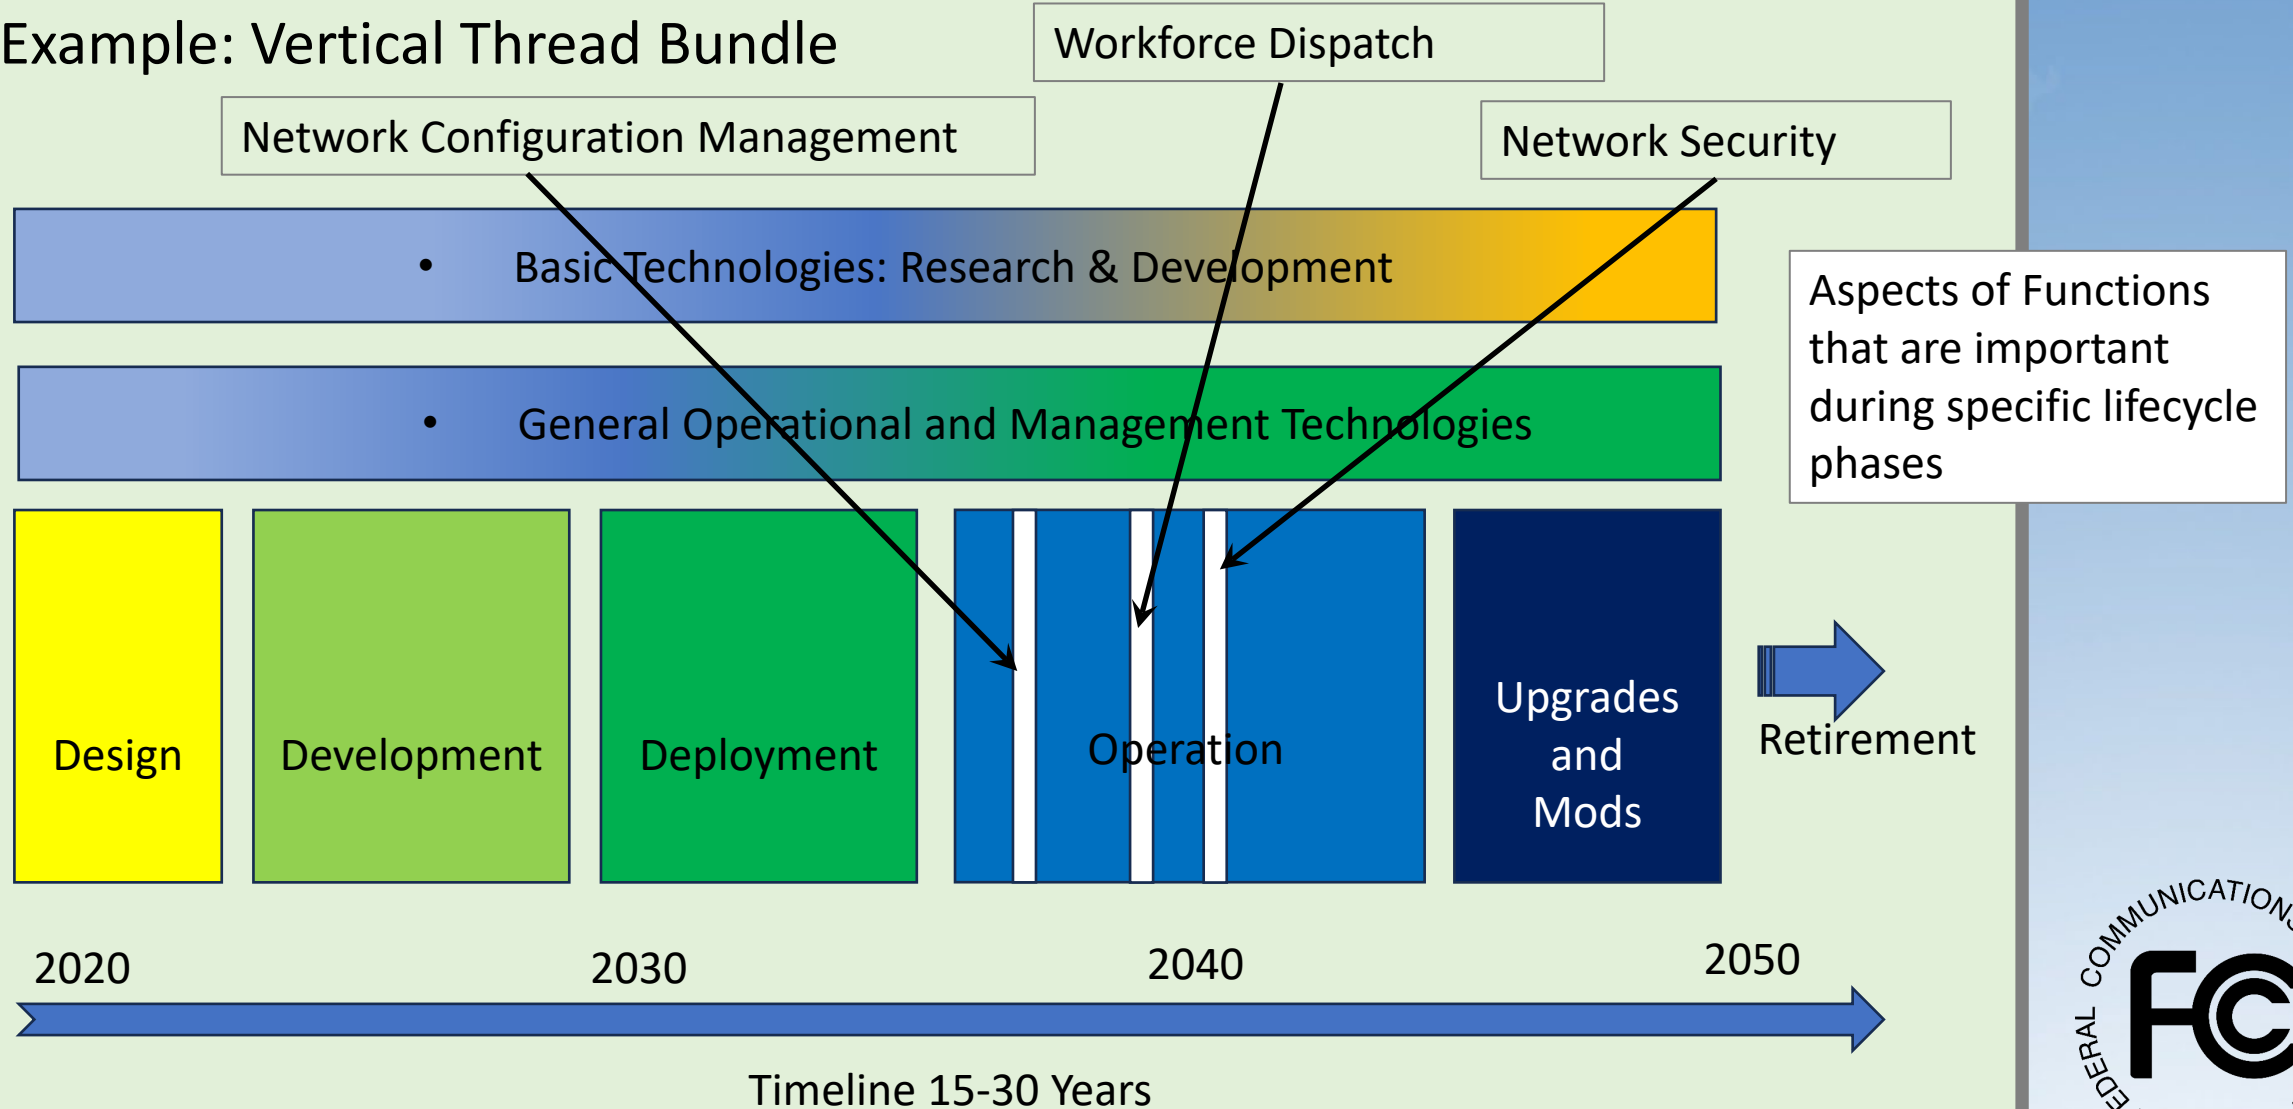 Example: Vertical Thread Bundle
Workforce Dispatch
Network Configuration Management
Network Security
• Basic Technologies: Research & Development
Aspects of Functions
that are important
during specific lifecycle
phases
• General Operational and Management Technologies
Design
Development
Deployment
Operation
Upgrades
and
Mods
Retirement
2020
2030
2040
2050
Timeline 15-30 Years
COMMUNICATIONS
FC